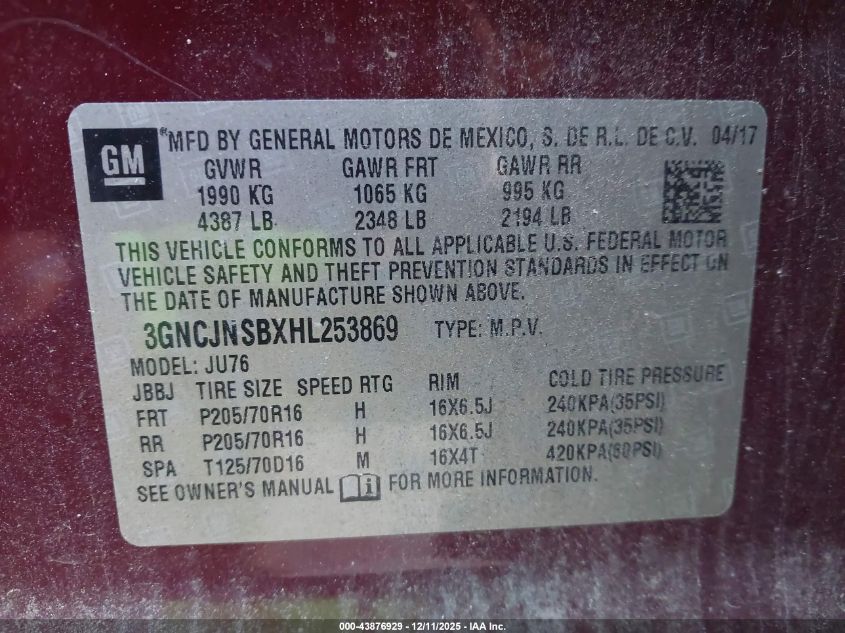 GM
®MFD BY GENERAL MOTORS DE MEXICO, S. DE R.L. DE C.V. 04/17
GVWR GAWR FRT GAWR RR
1990 KG 1065 KG 995 KG
4387 LB 2348 LB 2194 LB
THIS VEHICLE CONFORMS TO ALL APPLICABLE U.S. FEDERAL MOTOR
VEHICLE SAFETY AND THEFT PREVENTION STANDARDS IN EFFECT ON
THE DATE OF MANUFACTURE SHOWN ABOVE.
3GNCJNSBXHL253869 TYPE: M.P.V.
MODEL: JU76
JBBJ TIRE SIZE SPEED RTG RIM COLD TIRE PRESSURE
FRT P205/70R16 H 16X6.5J 240KPA(35PSI)
RR P205/70R16 H 16X6.5J 240KPA(35PSI)
SPA T125/70D16 M 16X4T 420KPA(60PSI)
SEE OWNER'S MANUAL FOR MORE INFORMATION.
000-43876929 - 12/11/2025 - IAA Inc.